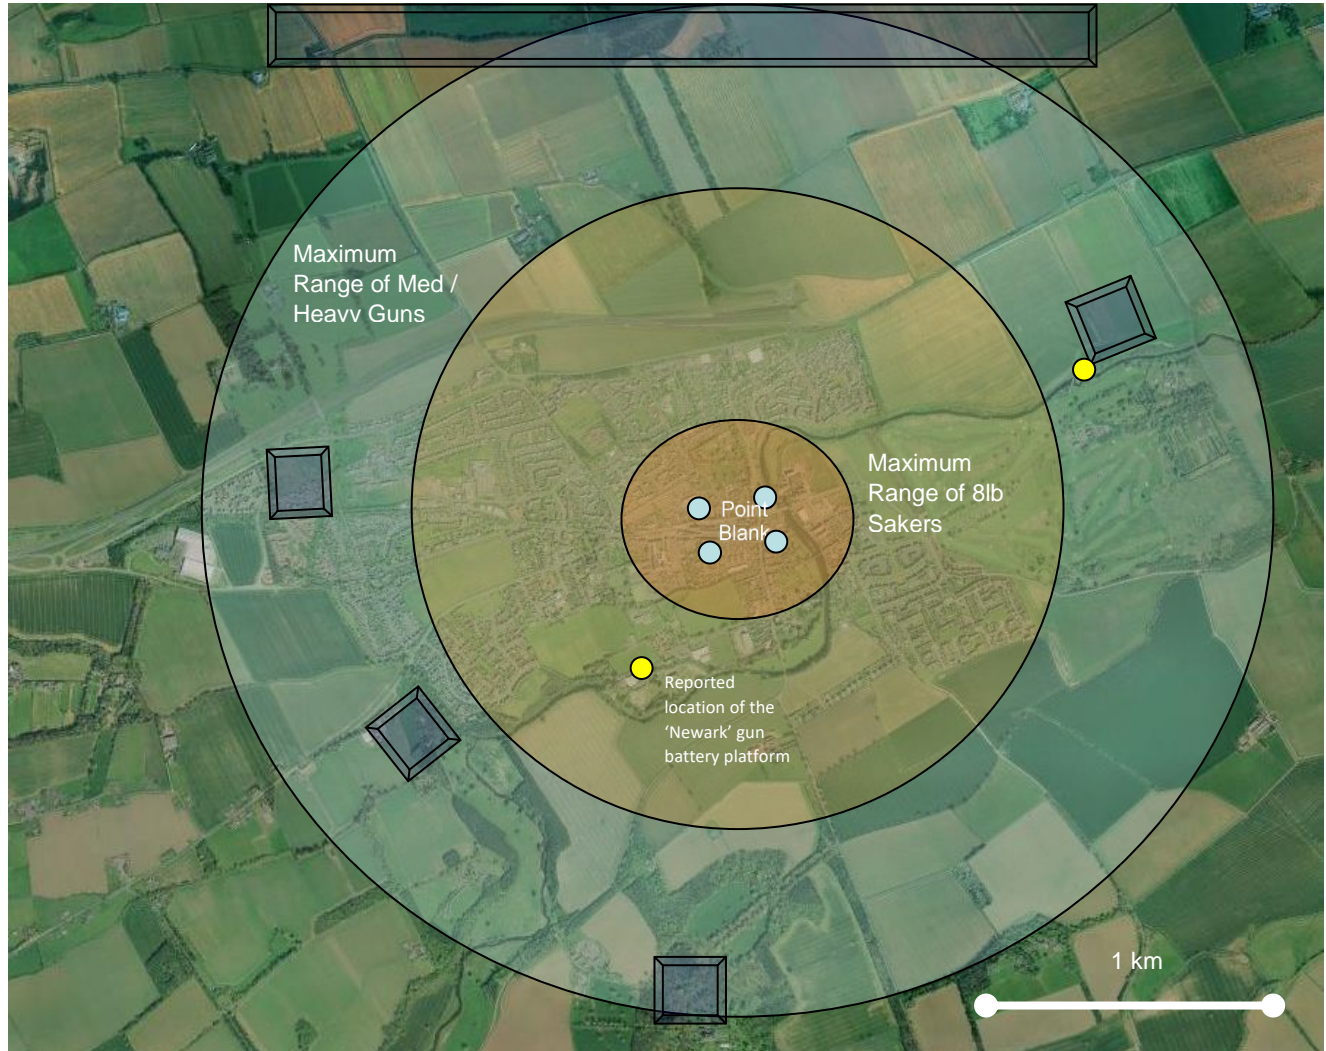 Maximum
Range of Med /
Heavv Guns
Maximum
Range of 8lb
Sakers
Point
Blank
Reported
location of the
‘Newark’ gun
battery platform
1 km